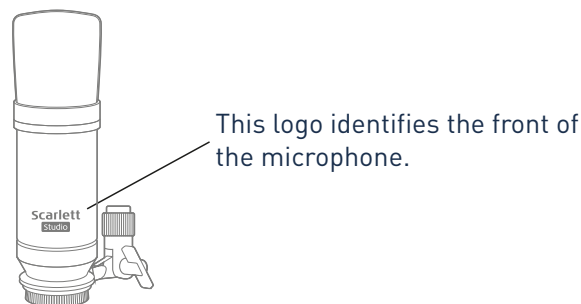 This logo identifies the front of
the microphone.
Scarlett
Studio